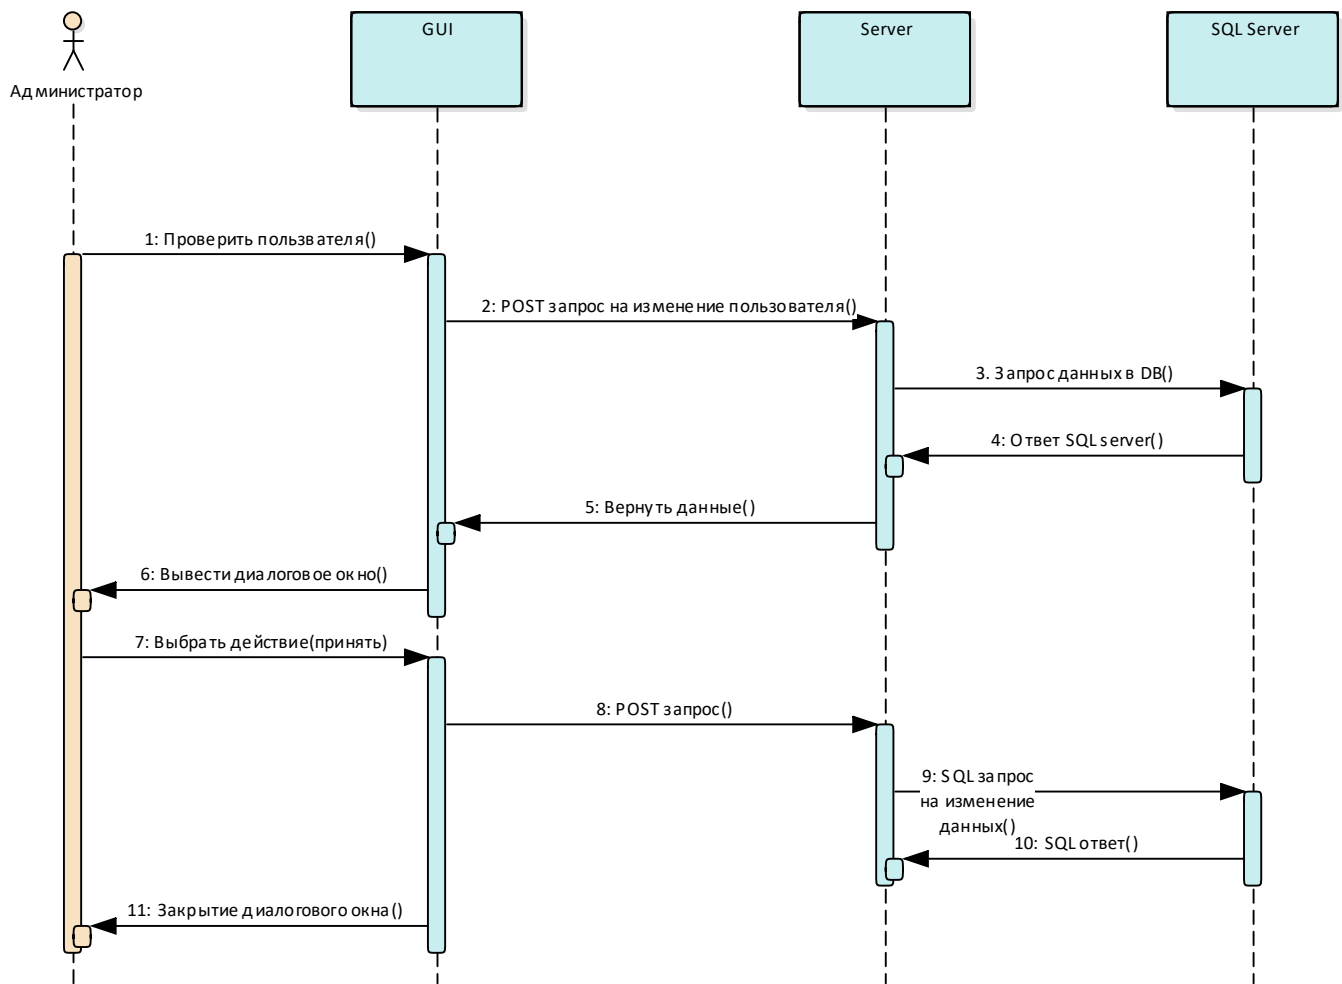 GUI
Server
SQL Server
Администратор
1: Проверить пользвателя()
2: POST запрос на изменение пользователя()
3. Запрос данных в DB()
4: Ответ SQL server()
5: Вернуть данные()
6: Вывести диалоговое окно()
7: Выбрать действие(принять)
8: POST запрос()
9: SQL запрос
на изменение
данных()
10: SQL ответ()
11: Закрытие диалогового окна()